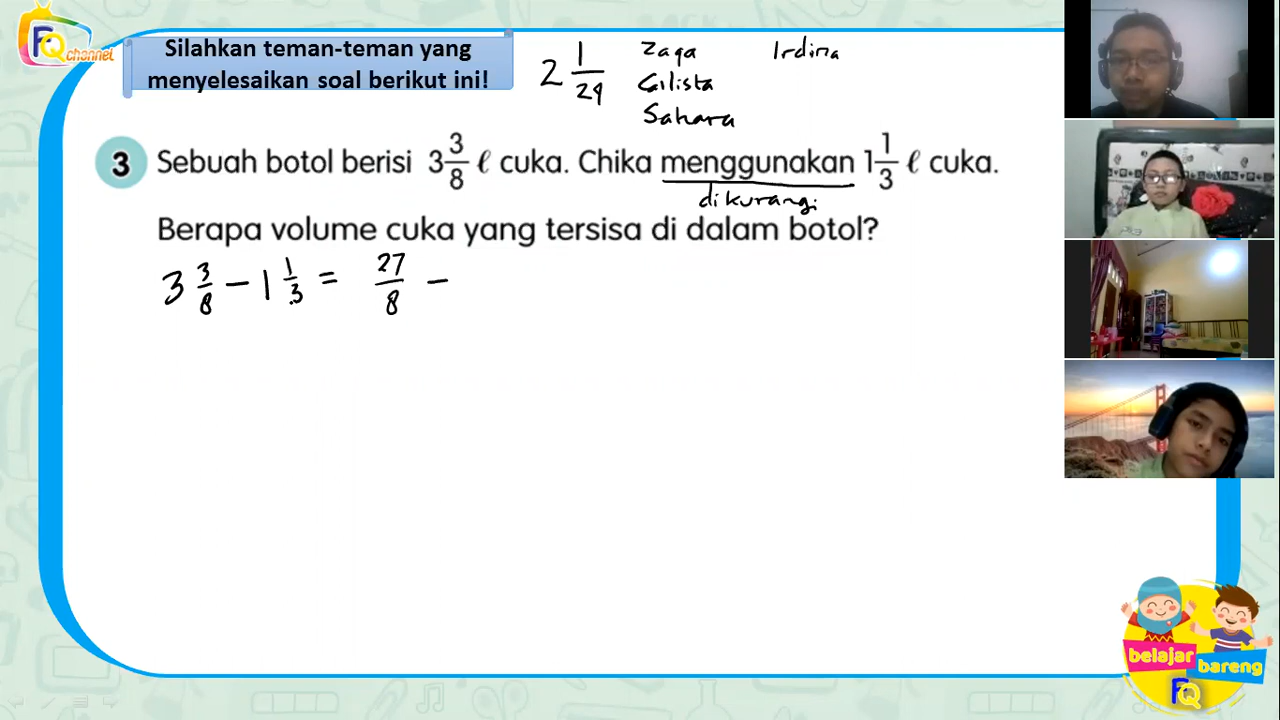 FQ channel
Silahkan teman-teman yang
menyelesaikan soal berikut ini!
2 1/24
Zaga
Calista
Sahara
Irdina
3 Sebuah botol berisi 3 3/8 ℓ cuka. Chika menggunakan 1 1/3 ℓ cuka.
dikurangi
Berapa volume cuka yang tersisa di dalam botol?
3 3/8 - 1 1/3 = 27/8 -
belajar
bareng
FQ